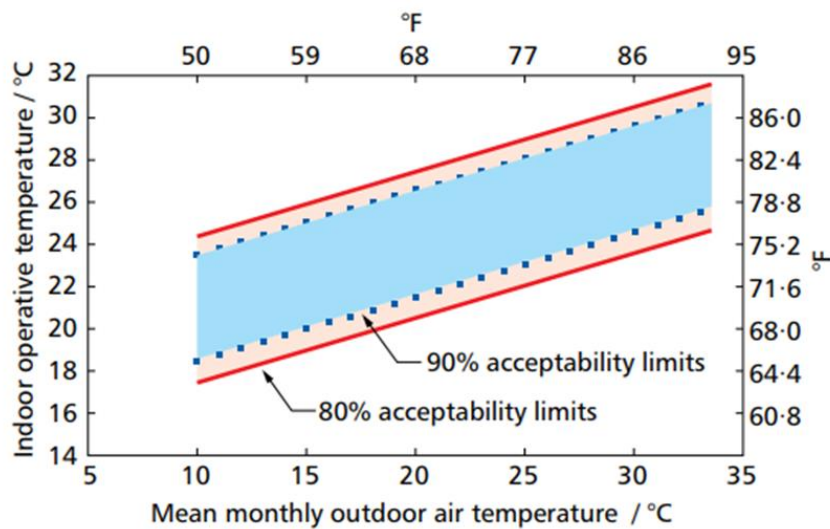 °F
50 59 68 77 86 95
Indoor operative temperature / °C
32
30
28
26
24
22
20
18
16
14
86·0
82·4
78·8
75·2
71·6
68·0
64·4
60·8
°F
90% acceptability limits
80% acceptability limits
5 10 15 20 25 30 35
Mean monthly outdoor air temperature / °C